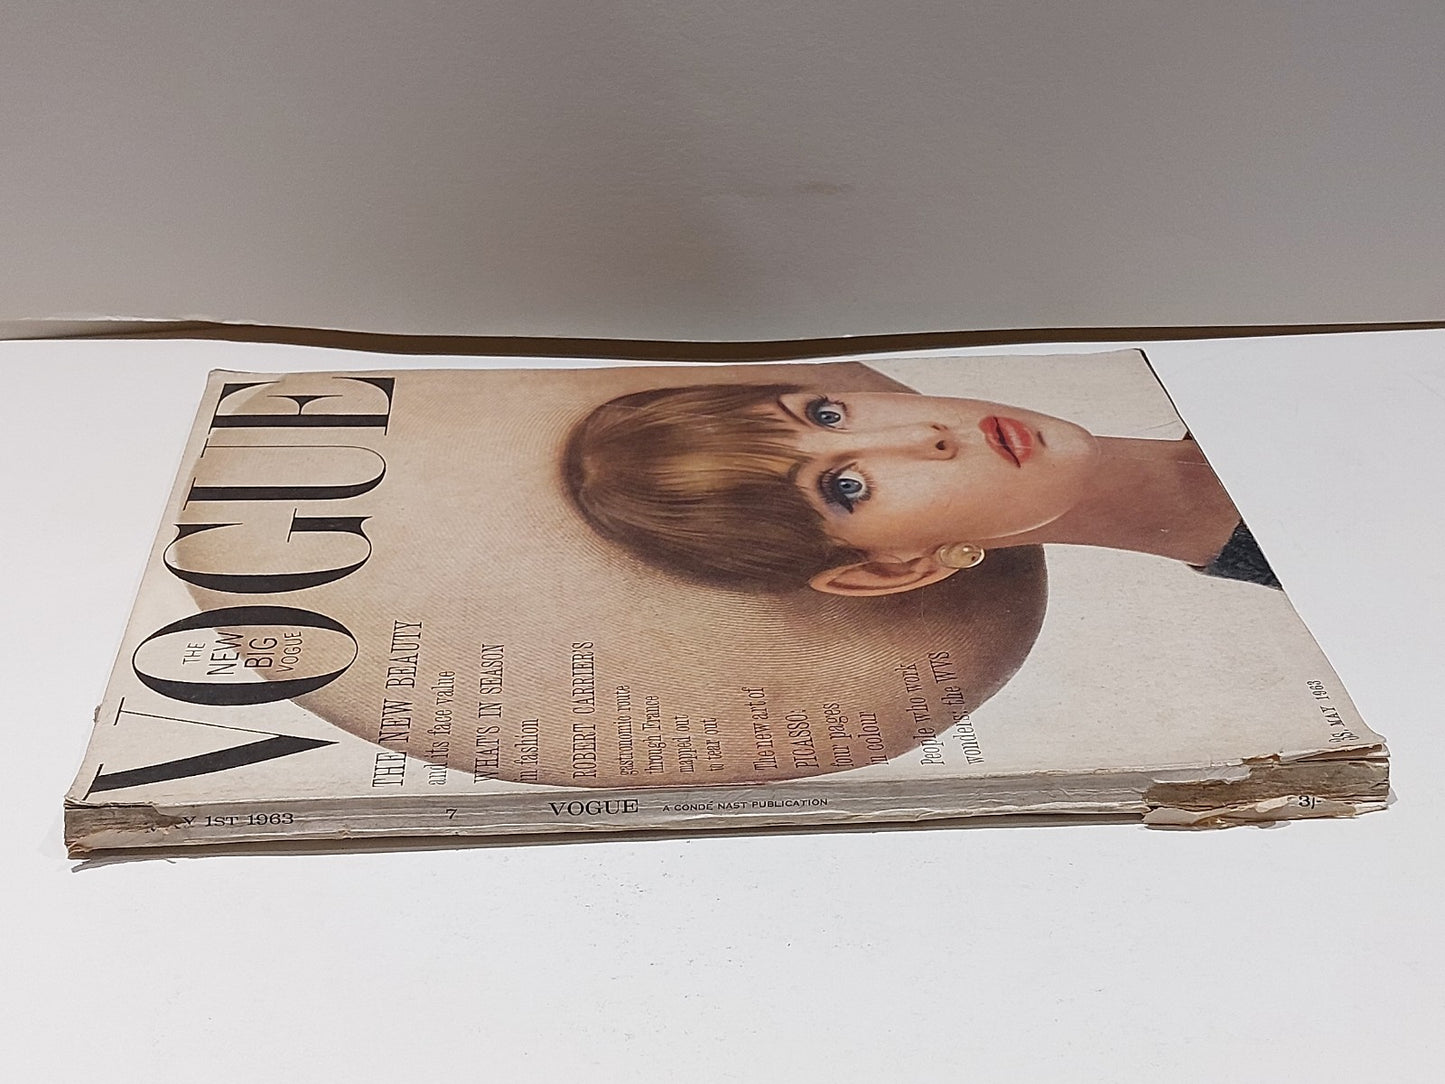 VOGUE
THE
NEW
BIG
VOGUE
THE NEW BEAUTY
and its face value
WHAT'S IN SEASON
in fashion
ROBERT CARRIER'S
gastronomic route
through France
mapped out
to tear out
The new art of
PICASSO:
four pages
in colour
People who work
wonders: the WVS
MAY 1963
MAY 1ST 1963 7 VOGUE A CONDÉ NAST PUBLICATION 3/-